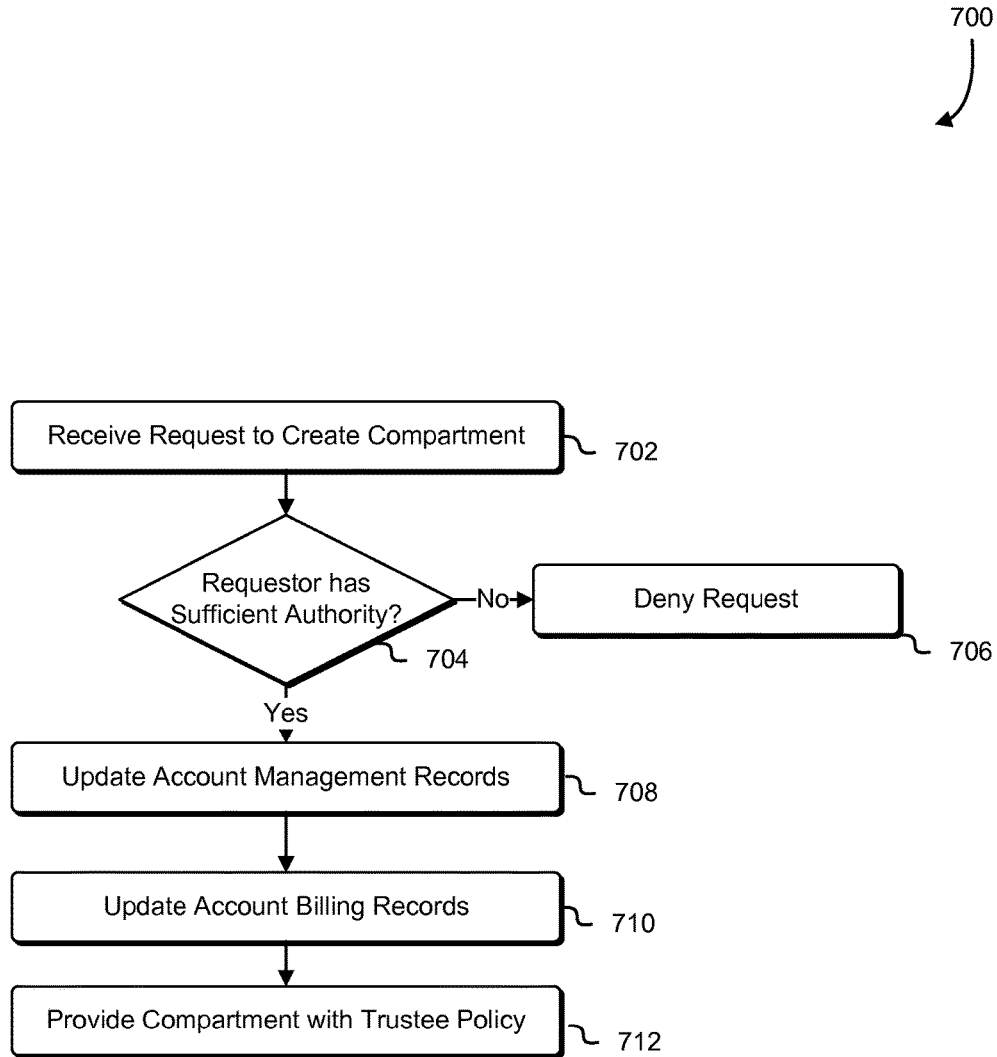 700
Receive Request to Create Compartment
702
Requestor has
Sufficient Authority?
704
No
Deny Request
706
Yes
Update Account Management Records
708
Update Account Billing Records
710
Provide Compartment with Trustee Policy
712